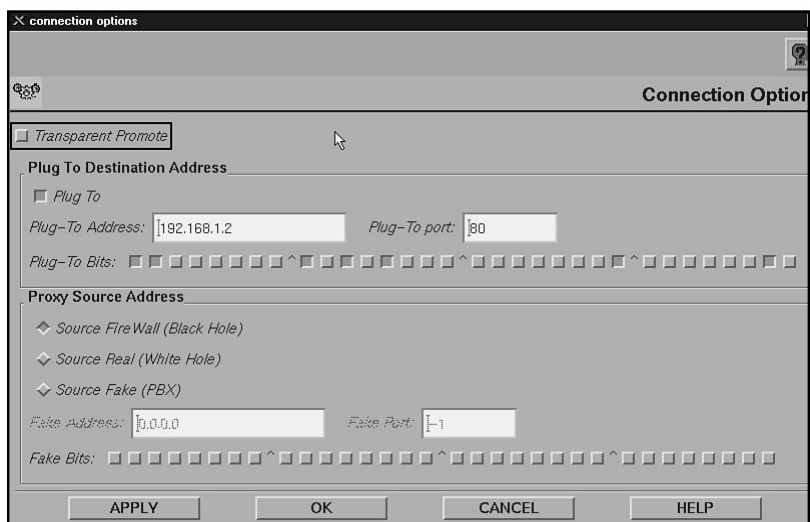 connection options
?
Connection Option
Transparent Promote
Plug To Destination Address
Plug To
Plug-To Address: 192.168.1.2 Plug-To port: 80
Plug-To Bits: ^ ^ ^
Proxy Source Address
Source FireWall (Black Hole)
Source Real (White Hole)
Source Fake (PBX)
Fake Address: 0.0.0.0 Fake Port: -1
Fake Bits: ^ ^ ^
APPLY OK CANCEL HELP